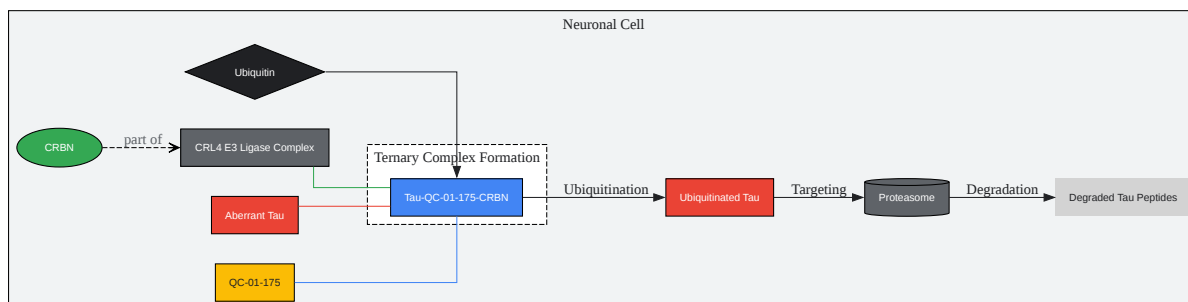 Neuronal Cell
Ubiquitin
CRBN
part of
CRL4 E3 Ligase Complex
Ternary Complex Formation
Tau-QC-01-175-CRBN
Ubiquitination
Ubiquitinated Tau
Targeting
Proteasome
Degradation
Degraded Tau Peptides
Aberrant Tau
QC-01-175